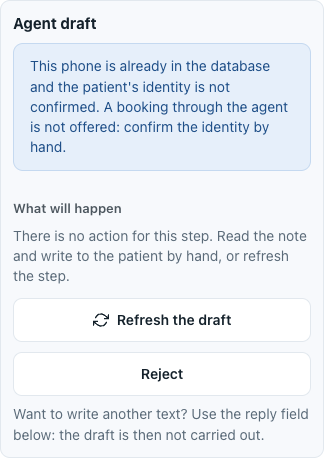 Agent draft
This phone is already in the database
and the patient's identity is not
confirmed. A booking through the agent
is not offered: confirm the identity by
hand.
What will happen
There is no action for this step. Read the note
and write to the patient by hand, or refresh
the step.
Refresh the draft
Reject
Want to write another text? Use the reply field
below: the draft is then not carried out.